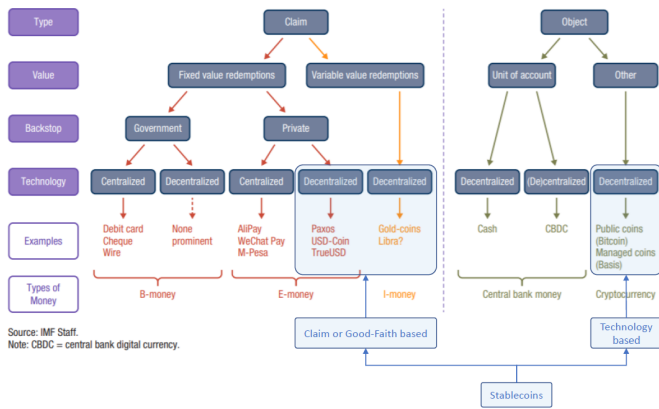 Type
Claim
Object
Value
Fixed value redemptions
Variable value redemptions
Unit of account
Other
Backstop
Government
Private
Technology
Centralized
Decentralized
Centralized
Decentralized
Decentralized
Decentralized
(De)centralized
Decentralized
Examples
Debit card
Cheque
Wire
None
prominent
AliPay
WeChat Pay
M-Pesa
Paxos
USD-Coin
TrueUSD
Gold-coins
Libra?
Cash
CBDC
Public coins
(Bitcoin)
Managed coins
(Basis)
Types of
Money
B-money
E-money
I-money
Central bank money
Cryptocurrency
Source: IMF Staff.
Note: CBDC = central bank digital currency.
Claim or Good-Faith based
Technology
based
Stablecoins